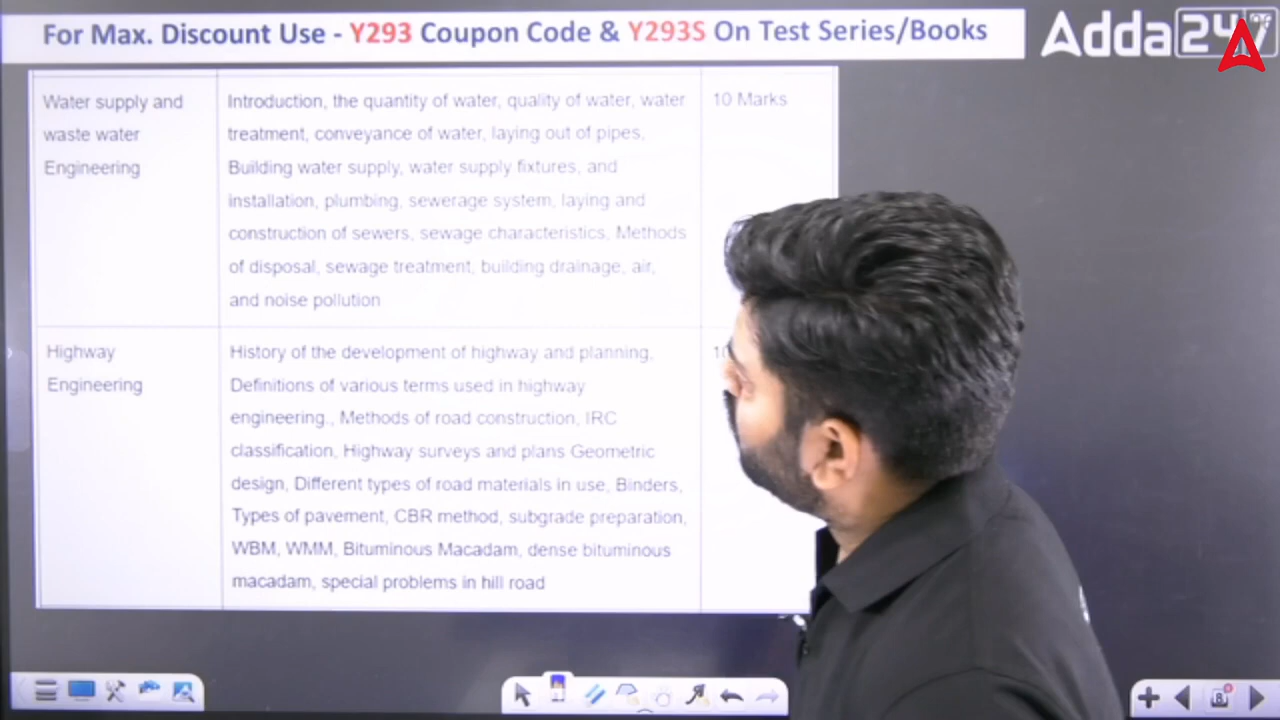 For Max. Discount Use - Y293 Coupon Code & Y293S On Test Series/Books
Adda247
Water supply and
waste water
Engineering
Introduction, the quantity of water, quality of water, water
treatment, conveyance of water, laying out of pipes,
Building water supply, water supply fixtures, and
installation, plumbing, sewerage system, laying and
construction of sewers, sewage characteristics, Methods
of disposal, sewage treatment, building drainage, air,
and noise pollution
10 Marks
Highway
Engineering
History of the development of highway and planning,
Definitions of various terms used in highway
engineering., Methods of road construction, IRC
classification, Highway surveys and plans Geometric
design, Different types of road materials in use, Binders,
Types of pavement, CBR method, subgrade preparation,
WBM, WMM, Bituminous Macadam, dense bituminous
macadam, special problems in hill road
8